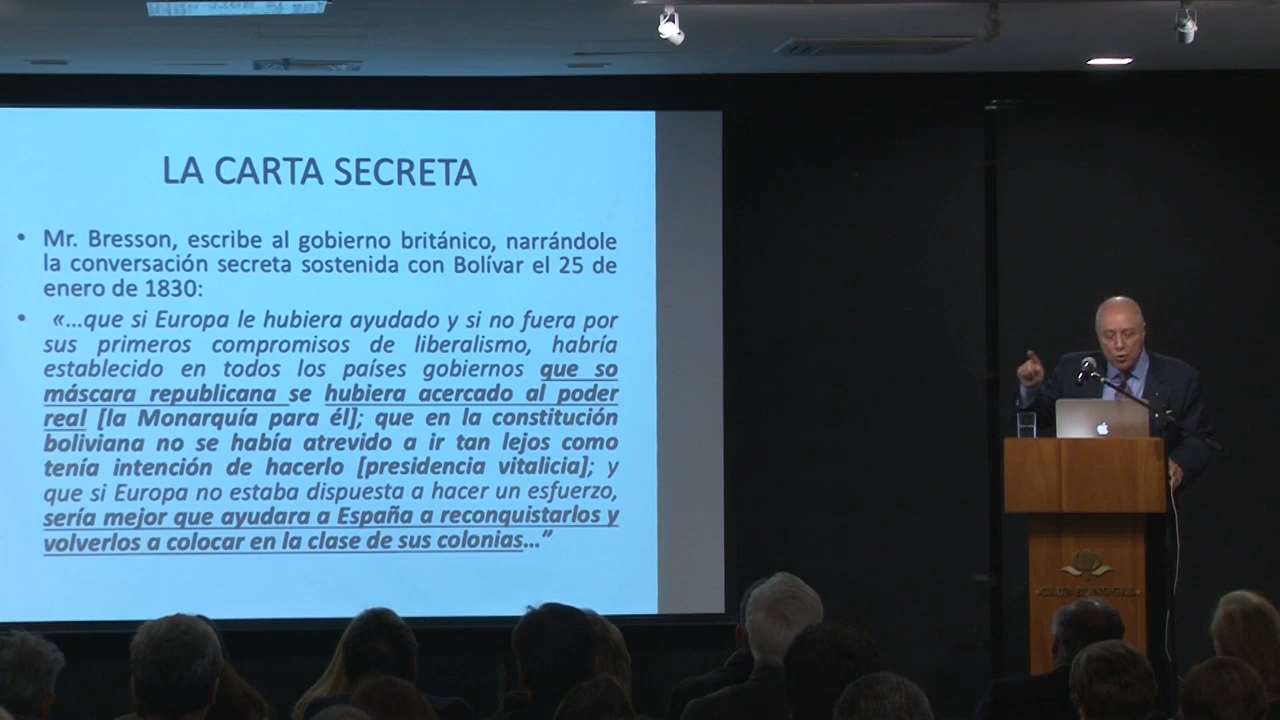 LA CARTA SECRETA
• Mr. Bresson, escribe al gobierno británico, narrándole
la conversación secreta sostenida con Bolívar el 25 de
enero de 1830:
• «...que si Europa le hubiera ayudado y si no fuera por
sus primeros compromisos de liberalismo, habría
establecido en todos los países gobiernos que so
máscara republicana se hubiera acercado al poder
real [la Monarquía para él]; que en la constitución
boliviana no se había atrevido a ir tan lejos como
tenía intención de hacerlo [presidencia vitalicia]; y
que si Europa no estaba dispuesta a hacer un esfuerzo,
sería mejor que ayudara a España a reconquistarlos y
volverlos a colocar en la clase de sus colonias...”